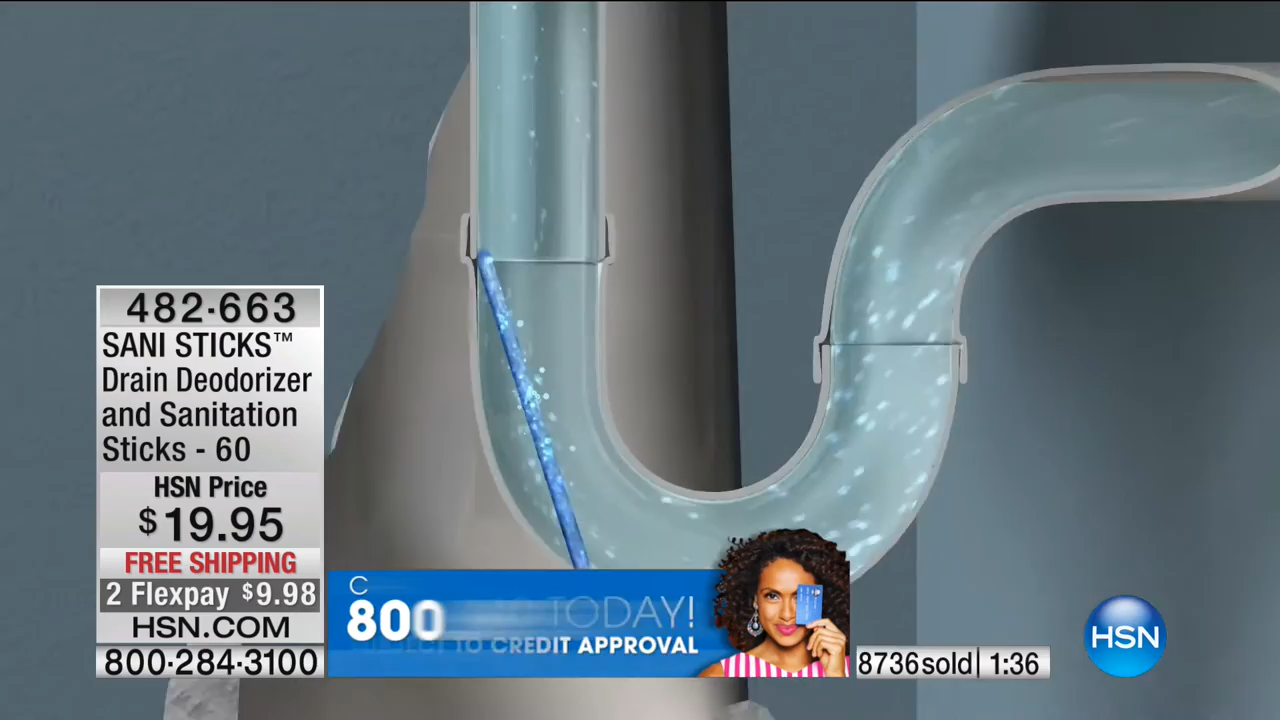 482-663
SANI STICKS™
Drain Deodorizer
and Sanitation
Sticks - 60
HSN Price
$19.95
FREE SHIPPING
2 Flexpay $9.98
HSN.COM
800-284-3100
C
800
TODAY!
TO CREDIT APPROVAL
8736sold 1:36
HSN